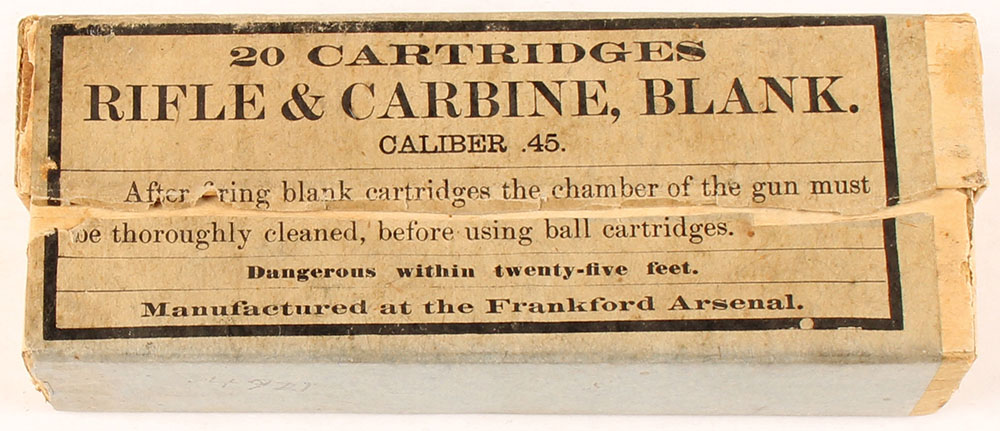 20 CARTRIDGES
RIFLE & CARBINE, BLANK.
CALIBER .45.
After firing blank cartridges the chamber of the gun must
be thoroughly cleaned, before using ball cartridges.
Dangerous within twenty-five feet.
Manufactured at the Frankford Arsenal.